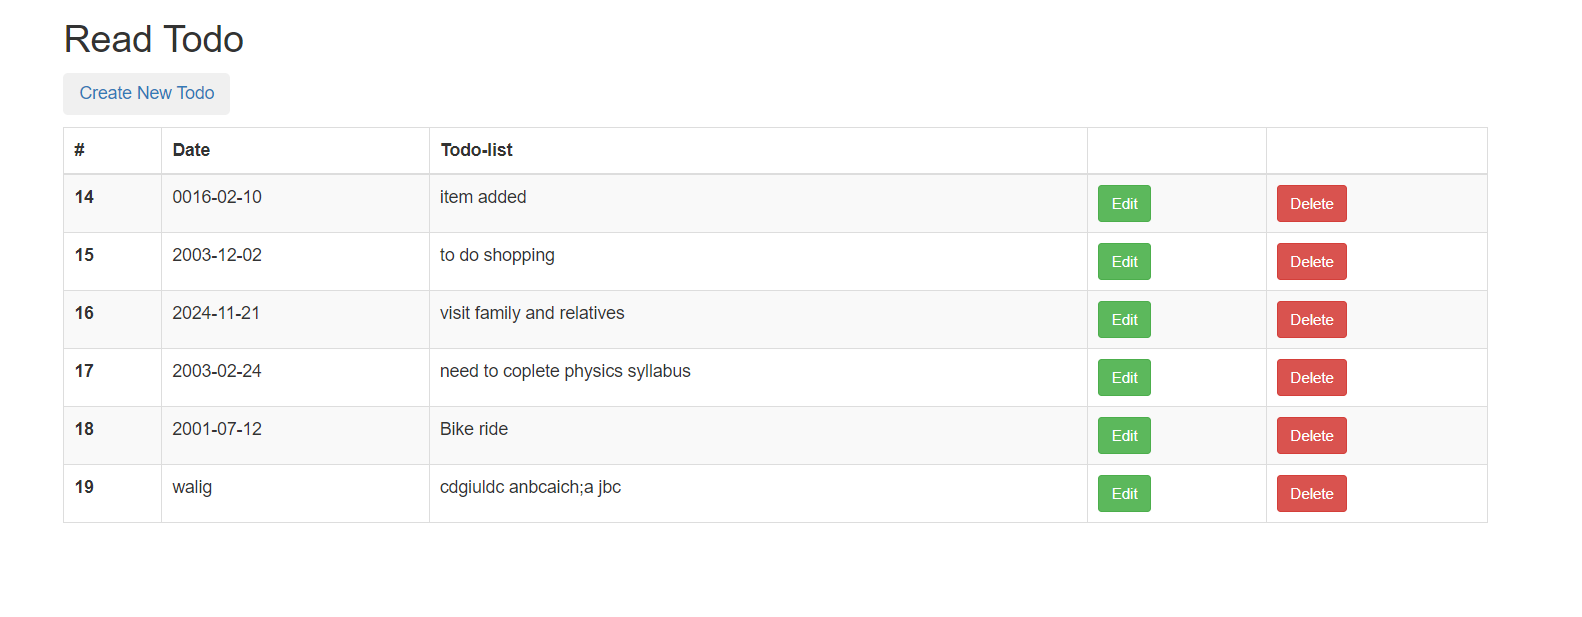 Read Todo
Create New Todo
# Date Todo-list
14 0016-02-10 item added Edit Delete
15 2003-12-02 to do shopping Edit Delete
16 2024-11-21 visit family and relatives Edit Delete
17 2003-02-24 need to coplete physics syllabus Edit Delete
18 2001-07-12 Bike ride Edit Delete
19 walig cdgiuldc anbcaich;a jbc Edit Delete